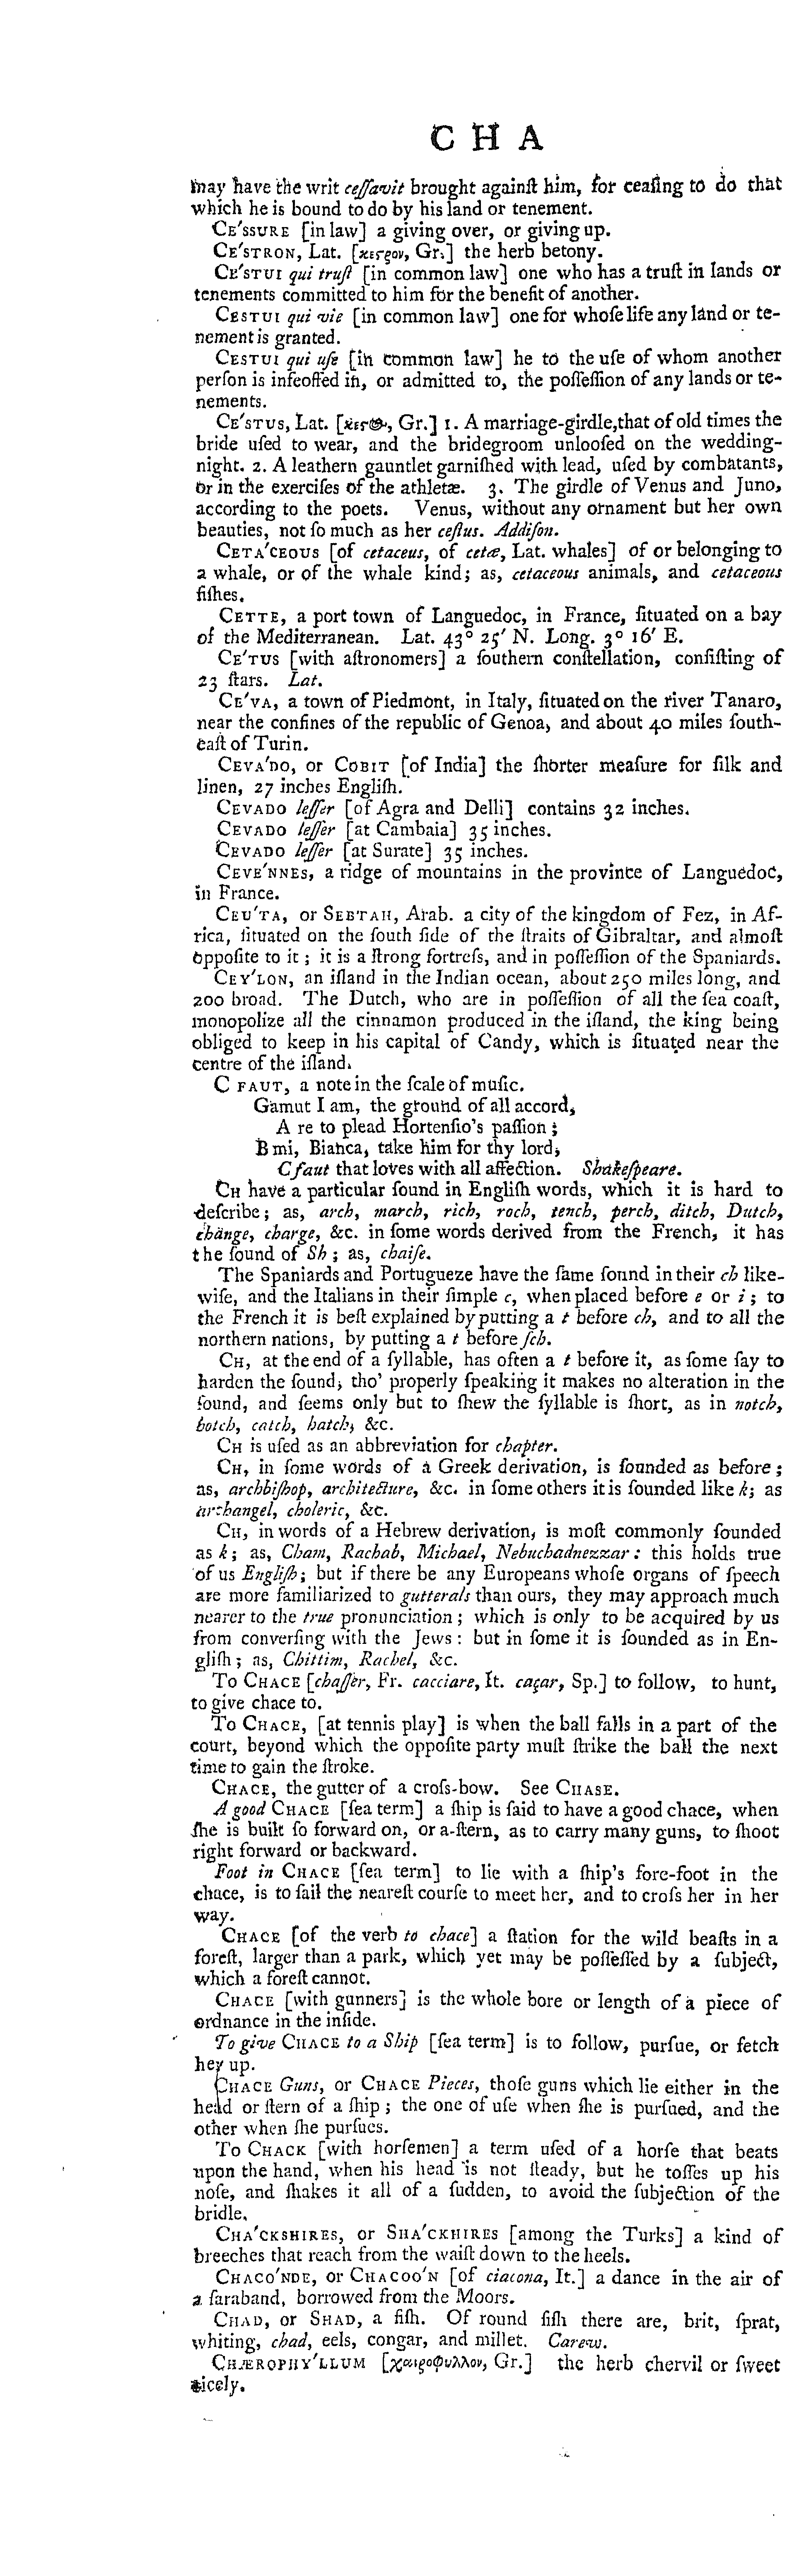 C H A
may have the writ ceſſavit brought againſt him, for ceaſing to do that
which he is bound to do by his land or tenement.
CE′SSURE [in law] a giving over, or giving up.
CE′STRON, Lat. [κεςρον, Gr.] the herb betony.
CE′STUI qui truſt [in common law] one who has a truſt in lands or
tenements committed to him for the benefit of another.
CESTUI qui vie [in common law] one for whoſe life any land or te-
nement is granted.
CESTUI qui uſe [in common law] he to the uſe of whom another
perſon is infeoffed in, or admitted to, the poſſeſſion of any lands or te-
nements.
CE′STUS, Lat. [κεςος, Gr.] 1. A marriage-girdle, that of old times the
bride uſed to wear, and the bridegroom unlooſed on the wedding-
night. 2. A leathern gauntlet garniſhed with lead, uſed by combatants,
or in the exerciſes of the athletæ. 3. The girdle of Venus and Juno,
according to the poets. Venus, without any ornament but her own
beauties, not ſo much as her ceſtus. Addiſon.
CETA′CEOUS [of cetaceus, of cetæ, Lat. whales] of or belonging to
a whale, or of the whale kind; as, cetaceous animals, and cetaceous
fiſhes.
CETTE, a port town of Languedoc, in France, ſituated on a bay
of the Mediterranean. Lat. 43° 25′ N. Long. 3° 16′ E.
CE′TUS [with aſtronomers] a ſouthern conſtellation, conſiſting of
23 ſtars. Lat.
CE′VA, a town of Piedmont, in Italy, ſituated on the river Tanaro,
near the confines of the republic of Genoa, and about 40 miles ſouth-
eaſt of Turin.
CEVA′DO, or COBIT [of India] the ſhorter meaſure for ſilk and
linen, 27 inches Engliſh.
CEVADO leſſer [of Agra and Delli] contains 32 inches.
CEVADO leſſer [at Cambaia] 35 inches.
CEVADO leſſer [at Surate] 35 inches.
CEVE′NNES, a ridge of mountains in the province of Languedoc,
in France.
CEU′TA, or SEBTAH, Arab. a city of the kingdom of Fez, in Af-
rica, ſituated on the ſouth ſide of the ſtraits of Gibraltar, and almoſt
oppoſite to it; it is a ſtrong fortreſs, and in poſſeſſion of the Spaniards.
CEY′LON, an iſland in the Indian ocean, about 250 miles long, and
200 broad. The Dutch, who are in poſſeſſion of all the ſea coaſt,
monopolize all the cinnamon produced in the iſland, the king being
obliged to keep in his capital of Candy, which is ſituated near the
centre of the iſland.
C FAUT, a note in the ſcale of muſic.
Gamut I am, the ground of all accord,
A re to plead Hortenſio's paſſion;
B mi, Bianca, take him for thy lord,
C faut that loves with all affection. Shakeſpeare.
CH have a particular ſound in Engliſh words, which it is hard to
deſcribe; as, arch, march, rich, roch, tench, perch, ditch, Dutch,
change, charge, &c. in ſome words derived from the French, it has
the ſound of Sh; as, chaiſe.
The Spaniards and Portugueze have the ſame ſound in their ch like-
wiſe, and the Italians in their ſimple c, when placed before e or i; to
the French it is beſt explained by putting a t before ch, and to all the
northern nations, by putting a t before ſch.
CH, at the end of a ſyllable, has often a t before it, as ſome ſay to
harden the ſound; tho' properly ſpeaking it makes no alteration in the
ſound, and ſeems only but to ſhew the ſyllable is ſhort, as in notch,
botch, catch, hatch, &c.
CH is uſed as an abbreviation for chapter.
CH, in ſome words of a Greek derivation, is ſounded as before;
as, archbiſhop, architecture, &c. in ſome others it is ſounded like k; as
archangel, choleric, &c.
CH, in words of a Hebrew derivation, is moſt commonly ſounded
as k; as, Cham, Rachab, Michael, Nebuchadnezzar: this holds true
of us Engliſh; but if there be any Europeans whoſe organs of ſpeech
are more familiarized to gutterals than ours, they may approach much
nearer to the true pronunciation; which is only to be acquired by us
from converſing with the Jews: but in ſome it is ſounded as in En-
gliſh; as, Chittim, Rachel, &c.
To CHACE [chaſſer, Fr. cacciare, It. caçar, Sp.] to follow, to hunt,
to give chace to.
To CHACE, [at tennis play] is when the ball falls in a part of the
court, beyond which the oppoſite party muſt ſtrike the ball the next
time to gain the ſtroke.
CHACE, the gutter of a croſs-bow. See CHASE.
A good CHACE [ſea term] a ſhip is ſaid to have a good chace, when
ſhe is built ſo forward on, or a-ſtern, as to carry many guns, to ſhoot
right forward or backward.
Foot in CHACE [ſea term] to lie with a ſhip's fore-foot in the
chace, is to ſail the neareſt courſe to meet her, and to croſs her in her
way.
CHACE [of the verb to chace] a ſtation for the wild beaſts in a
foreſt, larger than a park, which yet may be poſſeſſed by a ſubject,
which a foreſt cannot.
CHACE [with gunners] is the whole bore or length of a piece of
ordnance in the inſide.
To give CHACE to a Ship [ſea term] is to follow, purſue, or fetch
her up.
CHACE Guns, or CHACE Pieces, thoſe guns which lie either in the
head or ſtern of a ſhip; the one of uſe when ſhe is purſued, and the
other when ſhe purſues.
To CHACK [with horſemen] a term uſed of a horſe that beats
upon the hand, when his head is not ſteady, but he toſſes up his
noſe, and ſhakes it all of a ſudden, to avoid the ſubjection of the
bridle.
CHA′CKSHIRES, or SHA′CKHIRES [among the Turks] a kind of
breeches that reach from the waiſt down to the heels.
CHACO′NDE, or CHACOO′N [of ciacona, It.] a dance in the air of
a ſaraband, borrowed from the Moors.
CHAD, or SHAD, a fiſh. Of round fiſh there are, brit, ſprat,
whiting, chad, eels, congar, and millet. Carew.
CHÆROPHY′LLUM [χαιροφυλλον, Gr.] the herb chervil or ſweet
cicely.